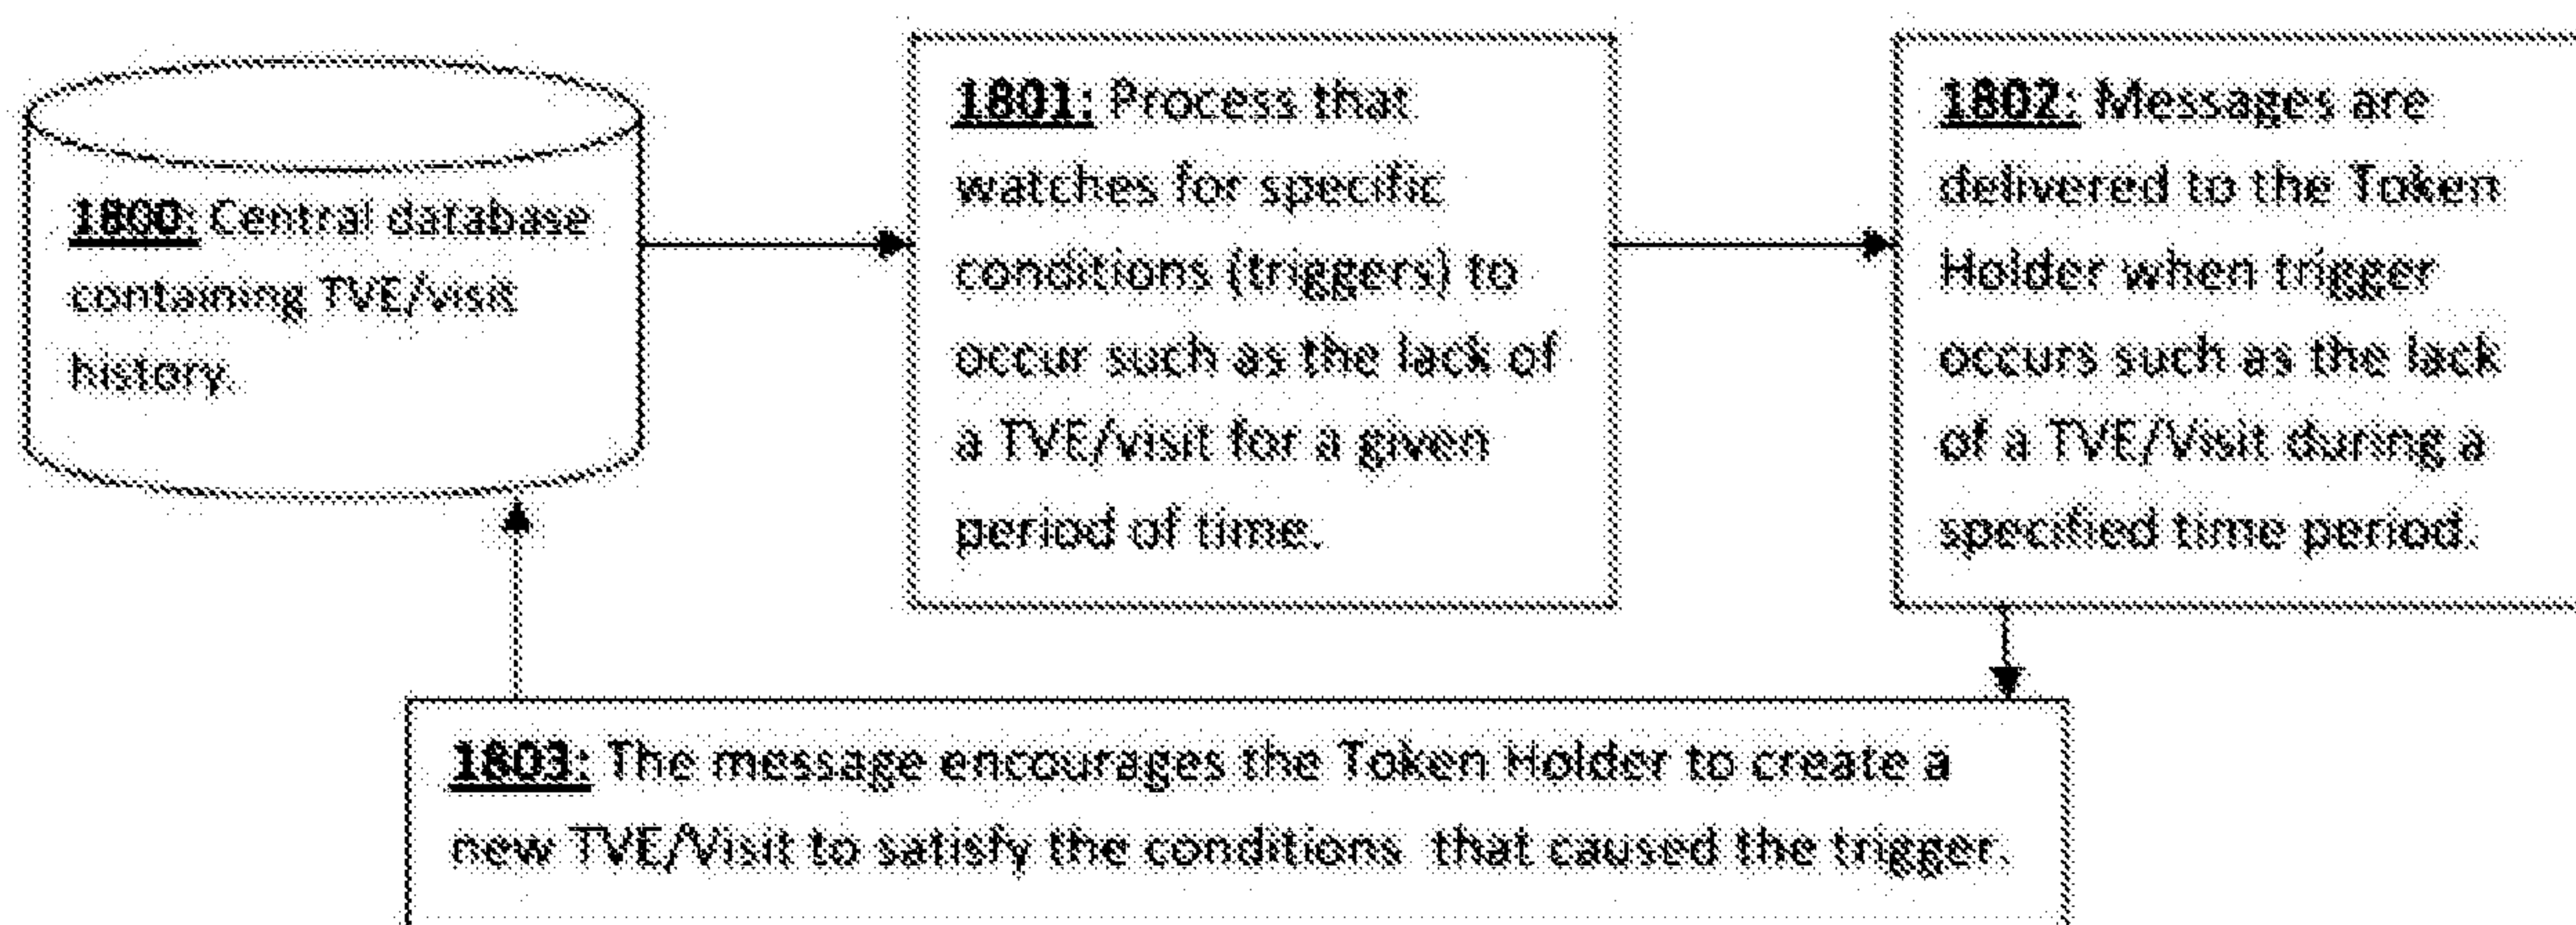 1800: Central database
containing TVE/visit
history.
1801: Process that
watches for specific
conditions (triggers) to
occur such as the lack of
a TVE/visit for a given
period of time.
1802: Messages are
delivered to the Token
Holder when trigger
occurs such as the lack
of a TVE/Visit during a
specified time period.
1803: The message encourages the Token Holder to create a
new TVE/Visit to satisfy the conditions that caused the trigger.